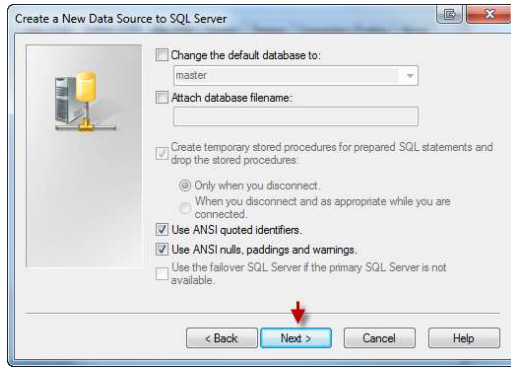 Create a New Data Source to SQL Server
Change the default database to:
master
Attach database filename:
Create temporary stored procedures for prepared SQL statements and
drop the stored procedures:
Only when you disconnect.
When you disconnect and as appropriate while you are
connected.
Use ANSI quoted identifiers.
Use ANSI nulls, paddings and warnings.
Use the failover SQL Server if the primary SQL Server is not
available.
< Back
Next >
Cancel
Help